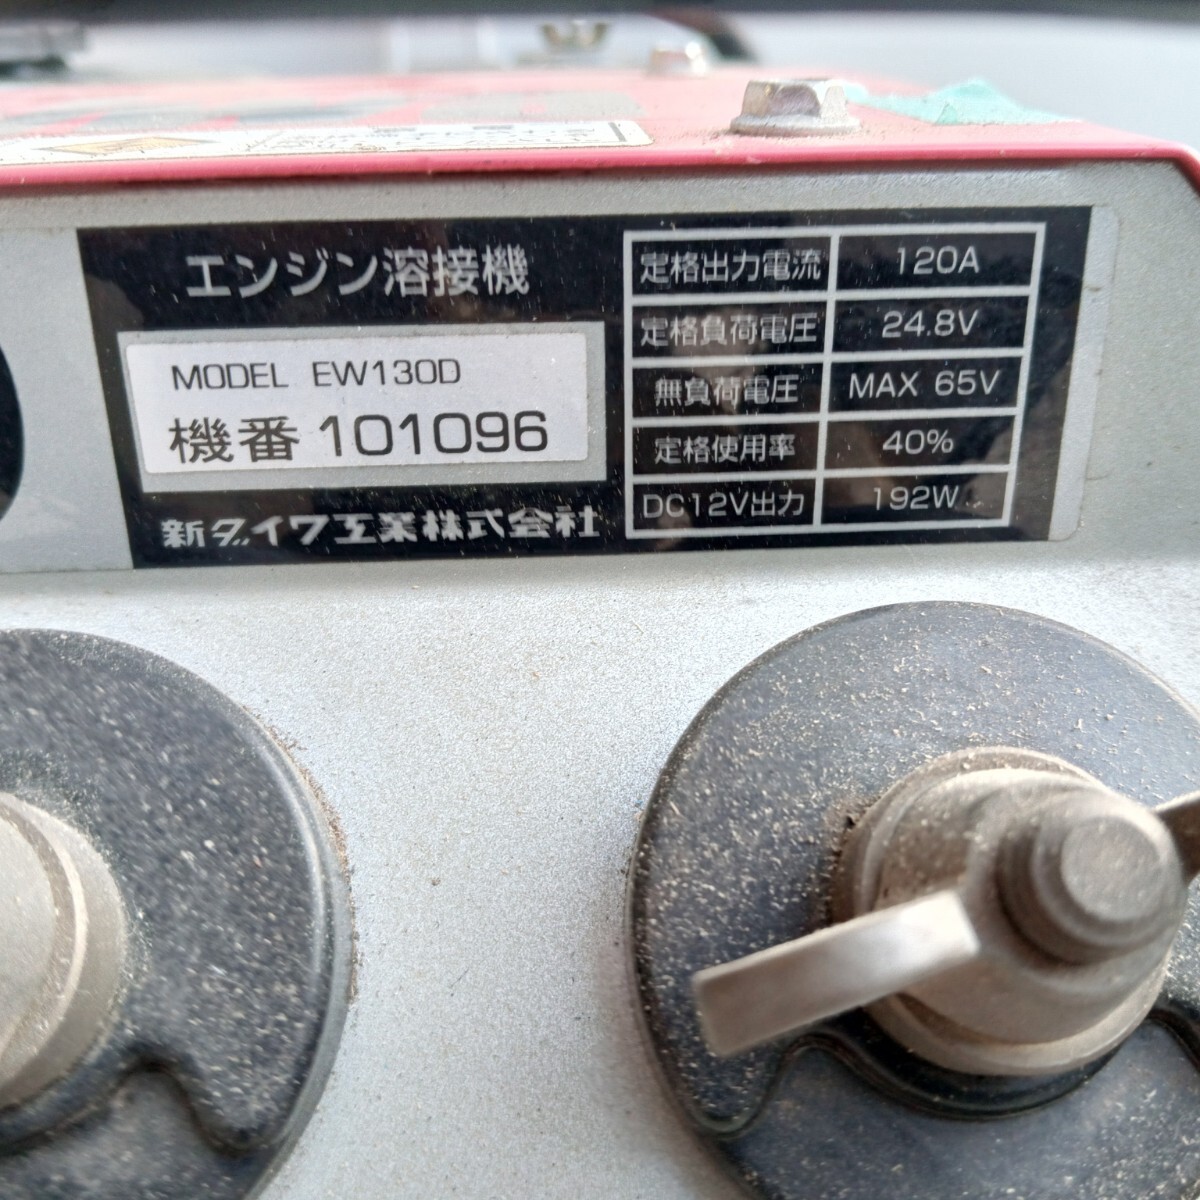 エンジン溶接機
MODEL EW130D
機番 101096
新ダイワ工業株式会社
定格出力電流 120A
定格負荷電圧 24.8V
無負荷電圧 MAX 65V
定格使用率 40%
DC12V出力 192W